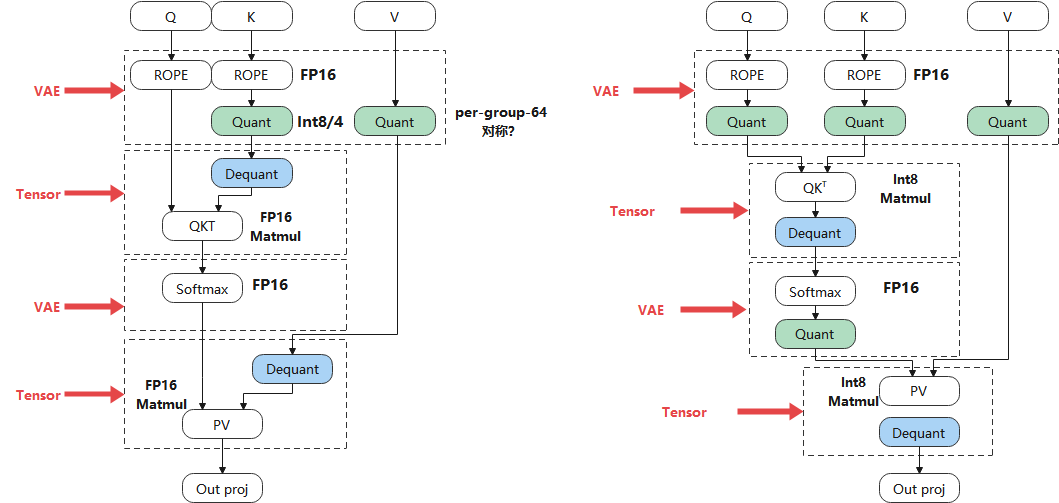 Q
K
V
ROPE
ROPE
FP16
VAE
Quant
Int8/4
Quant
per-group-64
对称?
Dequant
Tensor
QKT
FP16
Matmul
Softmax
FP16
VAE
Dequant
Tensor
FP16
Matmul
PV
Out proj
Q
K
V
ROPE
ROPE
FP16
VAE
Quant
Quant
Quant
QKᵀ
Int8
Matmul
Tensor
Dequant
Softmax
FP16
VAE
Quant
Int8
Matmul
PV
Tensor
Dequant
Out proj